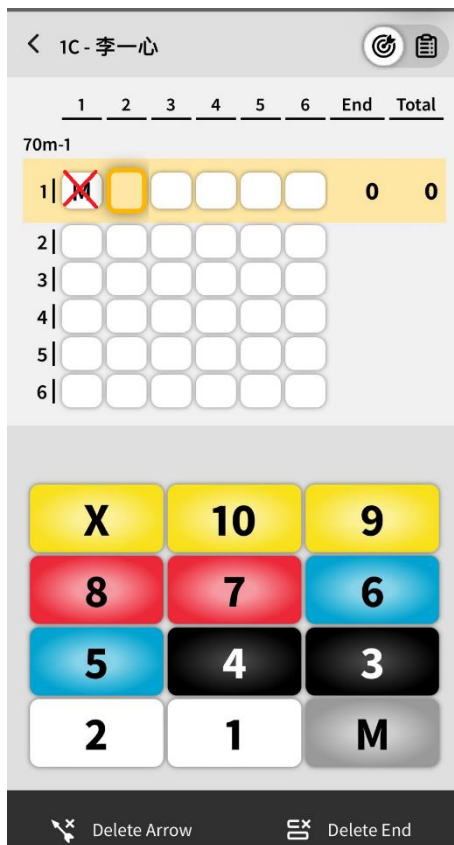 1C - 李一心
1 2 3 4 5 6 End Total
70m-1
1 M 0 0
2
3
4
5
6
X 10 9
8 7 6
5 4 3
2 1 M
Delete Arrow Delete End